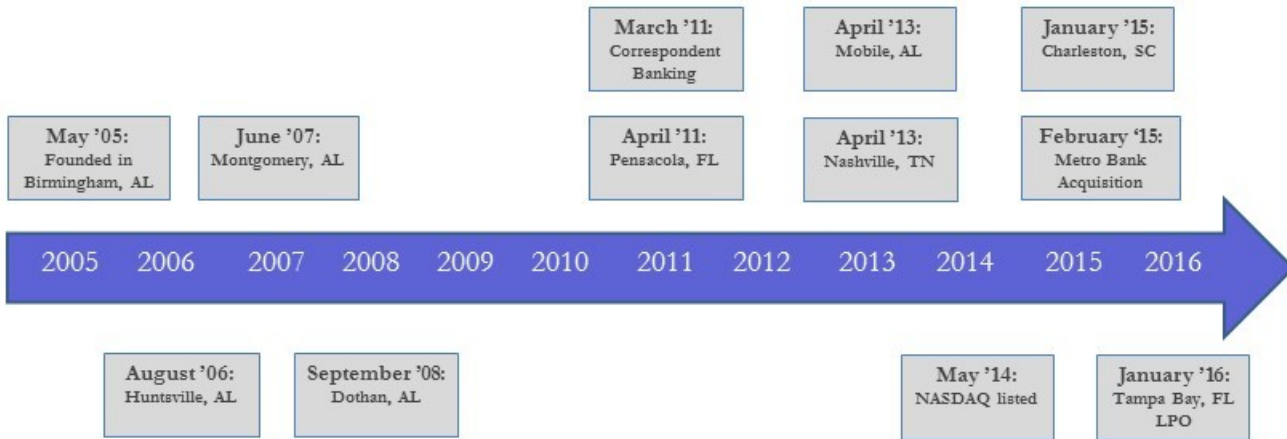 March ’11:
Correspondent
Banking
April ’13:
Mobile, AL
January ’15:
Charleston, SC
May ’05:
Founded in
Birmingham, AL
June ’07:
Montgomery, AL
April ’11:
Pensacola, FL
April ’13:
Nashville, TN
February ‘15:
Metro Bank
Acquisition
2005 2006 2007 2008 2009 2010 2011 2012 2013 2014 2015 2016
August ’06:
Huntsville, AL
September ’08:
Dothan, AL
May ’14:
NASDAQ listed
January ’16:
Tampa Bay, FL
LPO